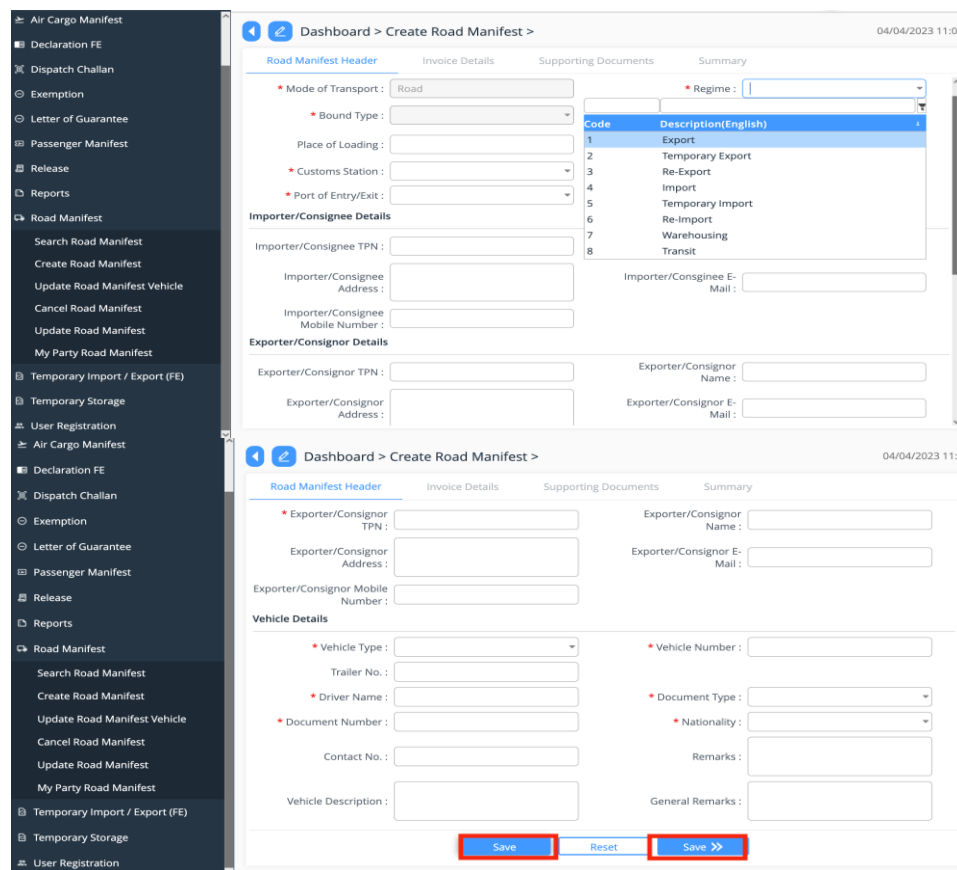 Air Cargo Manifest
Declaration FE
Dispatch Challan
Exemption
Letter of Guarantee
Passenger Manifest
Release
Reports
Road Manifest
Search Road Manifest
Create Road Manifest
Update Road Manifest Vehicle
Cancel Road Manifest
Update Road Manifest
My Party Road Manifest
Temporary Import / Export (FE)
Temporary Storage
User Registration
Dashboard > Create Road Manifest > 04/04/2023 11:0
Road Manifest Header Invoice Details Supporting Documents Summary
* Mode of Transport : Road * Regime :
* Bound Type :
Code Description(English)
1 Export
2 Temporary Export
3 Re-Export
4 Import
5 Temporary Import
6 Re-Import
7 Warehousing
8 Transit
Place of Loading :
* Customs Station :
* Port of Entry/Exit :
Importer/Consignee Details
Importer/Consignee TPN :
Importer/Consignee
Address :
Importer/Consginee E-
Mail :
Importer/Consignee
Mobile Number :
Exporter/Consignor Details
Exporter/Consignor TPN :
Exporter/Consignor
Name :
Exporter/Consignor
Address :
Exporter/Consignor E-
Mail :
Air Cargo Manifest
Declaration FE
Dispatch Challan
Exemption
Letter of Guarantee
Passenger Manifest
Release
Reports
Road Manifest
Search Road Manifest
Create Road Manifest
Update Road Manifest Vehicle
Cancel Road Manifest
Update Road Manifest
My Party Road Manifest
Temporary Import / Export (FE)
Temporary Storage
User Registration
Dashboard > Create Road Manifest > 04/04/2023 11:
Road Manifest Header Invoice Details Supporting Documents Summary
* Exporter/Consignor
TPN :
Exporter/Consignor
Name :
Exporter/Consignor
Address :
Exporter/Consignor E-
Mail :
Exporter/Consignor Mobile
Number :
Vehicle Details
* Vehicle Type : * Vehicle Number :
Trailer No. :
* Driver Name : * Document Type :
* Document Number : * Nationality :
Contact No. : Remarks :
Vehicle Description : General Remarks :
Save Reset Save